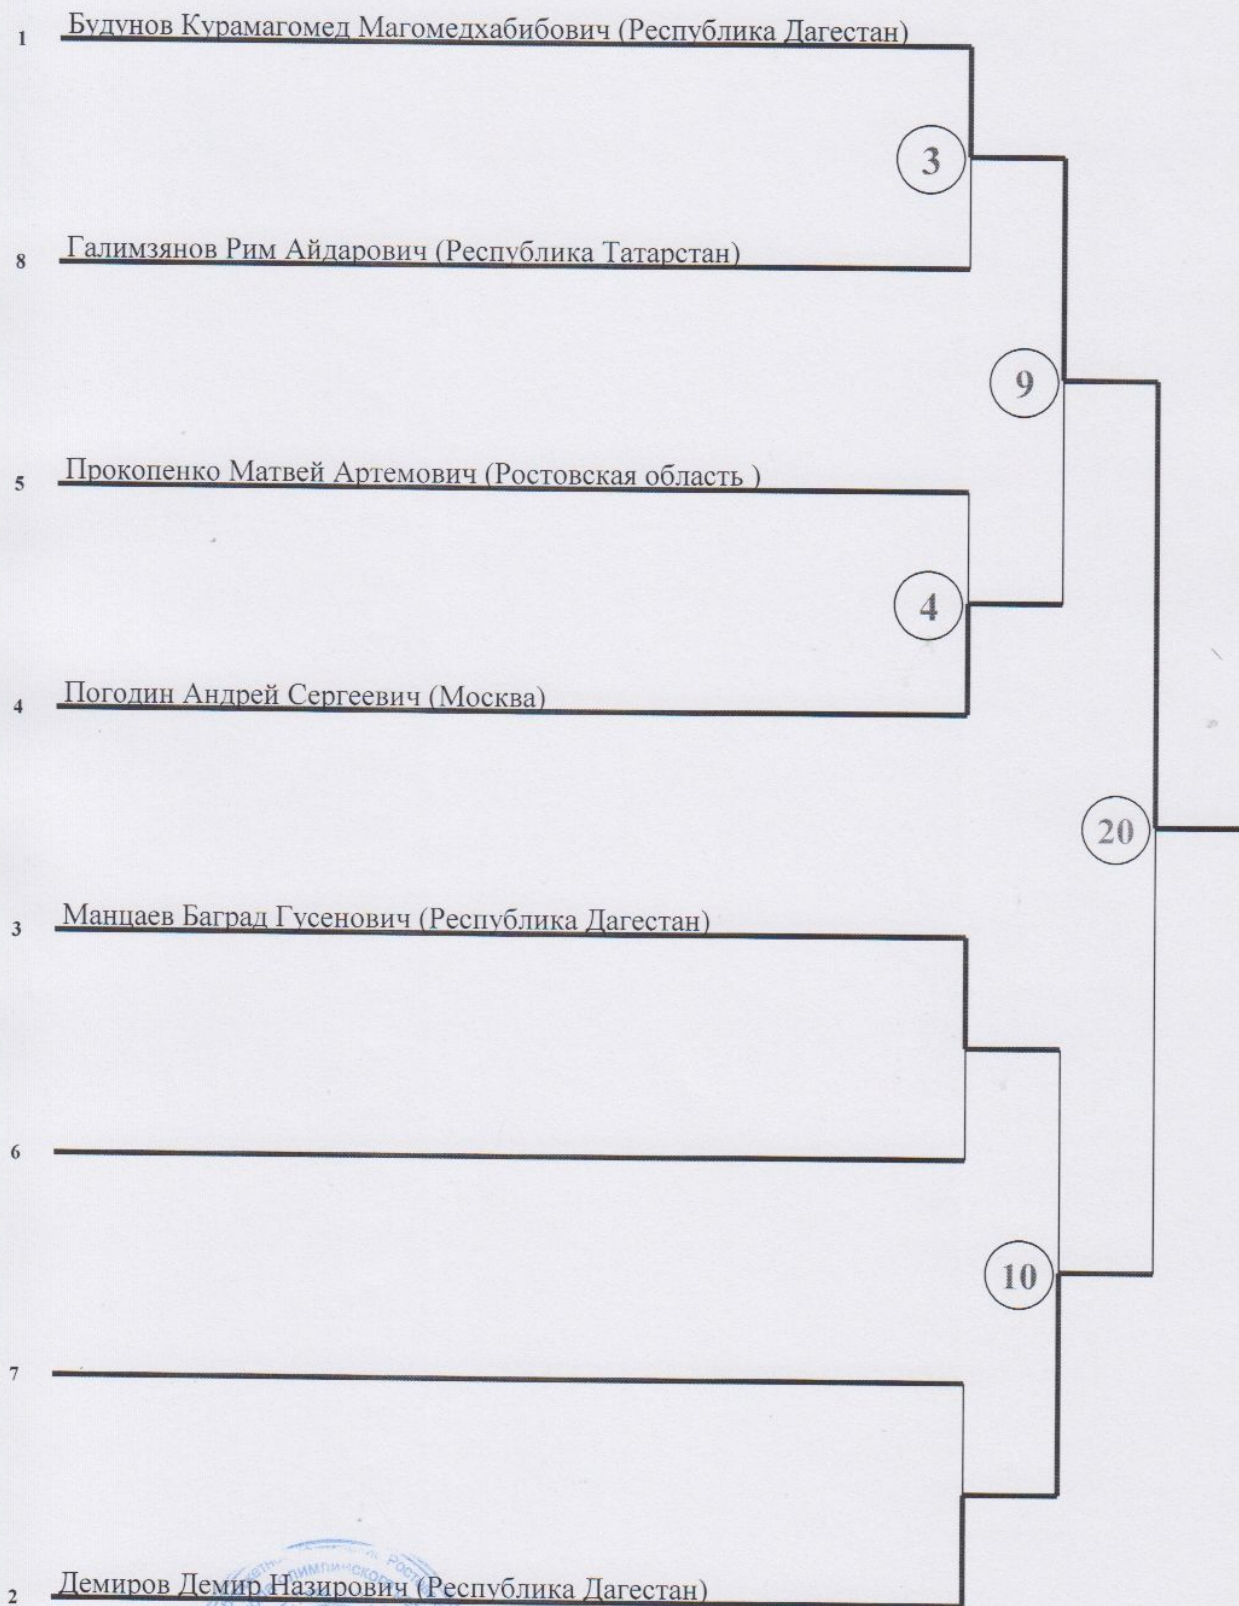 1 Будунов Курамагомед Магомедхабибович (Республика Дагестан)
3
8 Галимзянов Рим Айдарович (Республика Татарстан)
9
5 Прокопенко Матвей Артемович (Ростовская область )
4
4 Погодин Андрей Сергеевич (Москва)
20
3 Манцаев Баград Гусенович (Республика Дагестан)
6
10
7
2 Демиров Демир Назирович (Республика Дагестан)